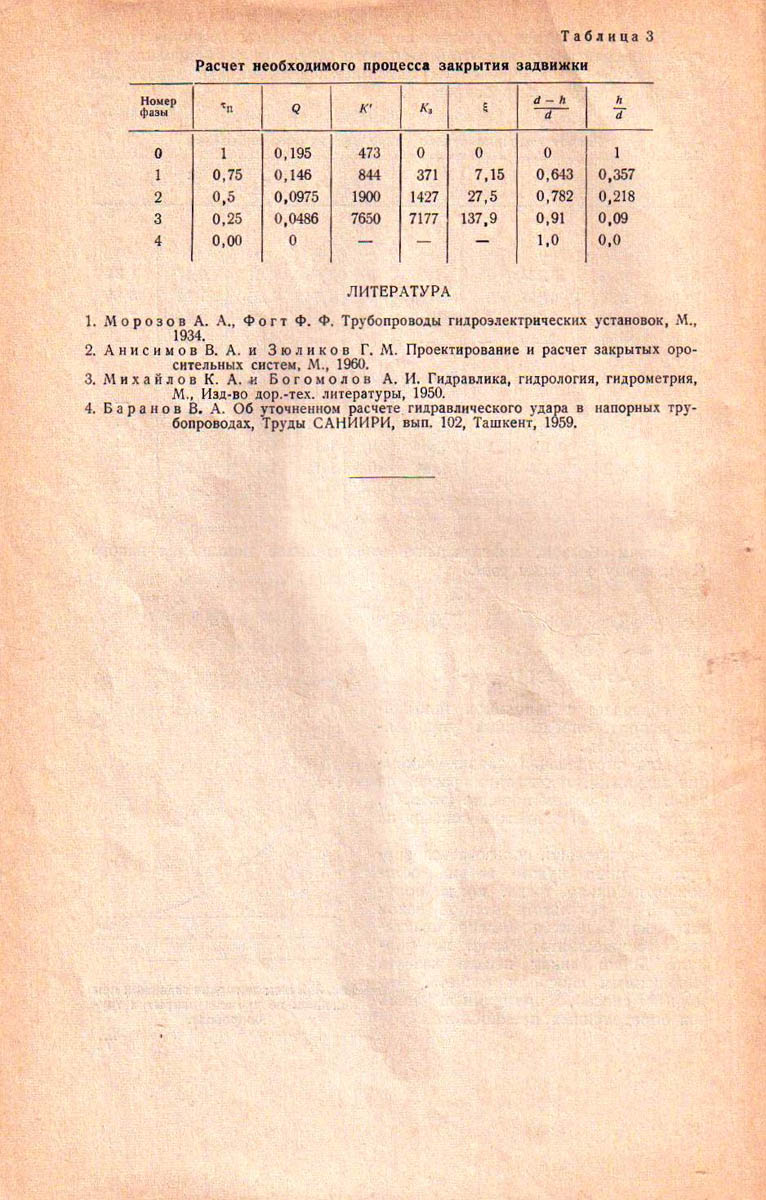 Таблица 3
Расчет необходимого процесса закрытия задвижки
Номер фазы τп Q K′ Kз ξ d − h / d h / d
0 1 0,195 473 0 0 0 1
1 0,75 0,146 844 371 7,15 0,643 0,357
2 0,5 0,0975 1900 1427 27,5 0,782 0,218
3 0,25 0,0486 7650 7177 137,9 0,91 0,09
4 0,00 0 — — — 1,0 0,0
ЛИТЕРАТУРА
1. Морозов А. А., Фогт Ф. Ф. Трубопроводы гидроэлектрических установок, М.,
1934.
2. Анисимов В. А. и Зюликов Г. М. Проектирование и расчет закрытых оро-
сительных систем, М., 1960.
3. Михайлов К. А. и Богомолов А. И. Гидравлика, гидрология, гидрометрия,
М., Изд-во дор.-тех. литературы, 1950.
4. Баранов В. А. Об уточненном расчете гидравлического удара в напорных тру-
бопроводах, Труды САНИИРИ, вып. 102, Ташкент, 1959.